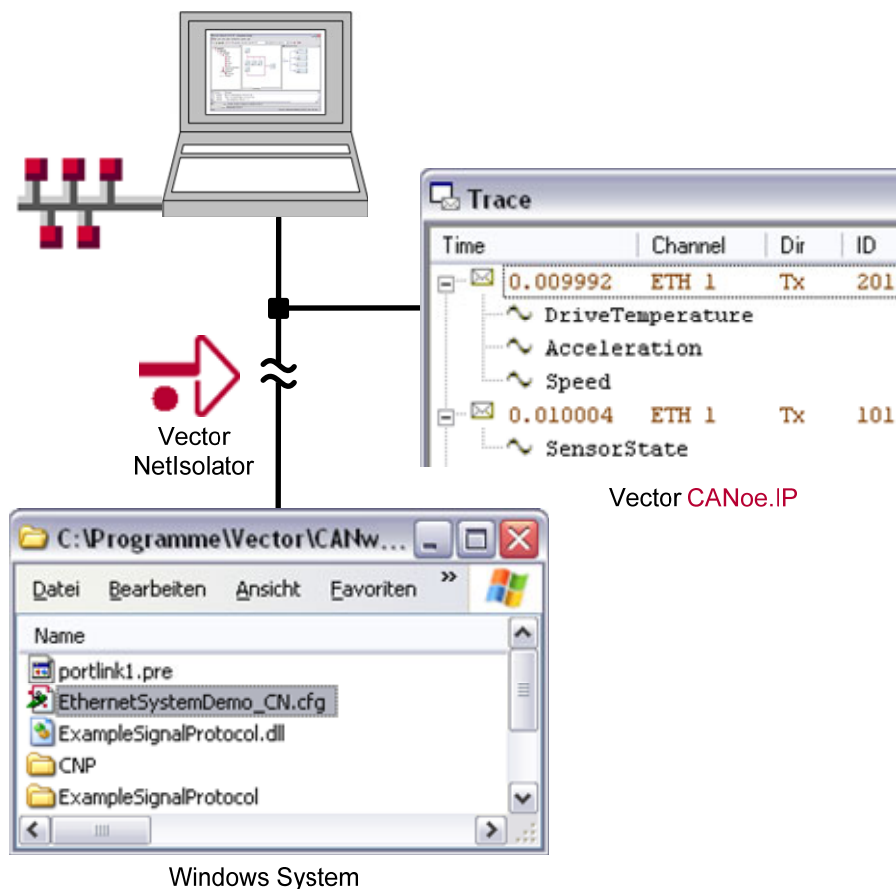 Trace
Time Channel Dir ID
0.009992 ETH 1 Tx 201
DriveTemperature
Acceleration
Speed
0.010004 ETH 1 Tx 101
SensorState
Vector CANoe.IP
Vector
NetIsolator
C:\Programme\Vector\CANw...
Datei Bearbeiten Ansicht Favoriten »
Name
portlink1.pre
EthernetSystemDemo_CN.cfg
ExampleSignalProtocol.dll
CNP
ExampleSignalProtocol
Windows System